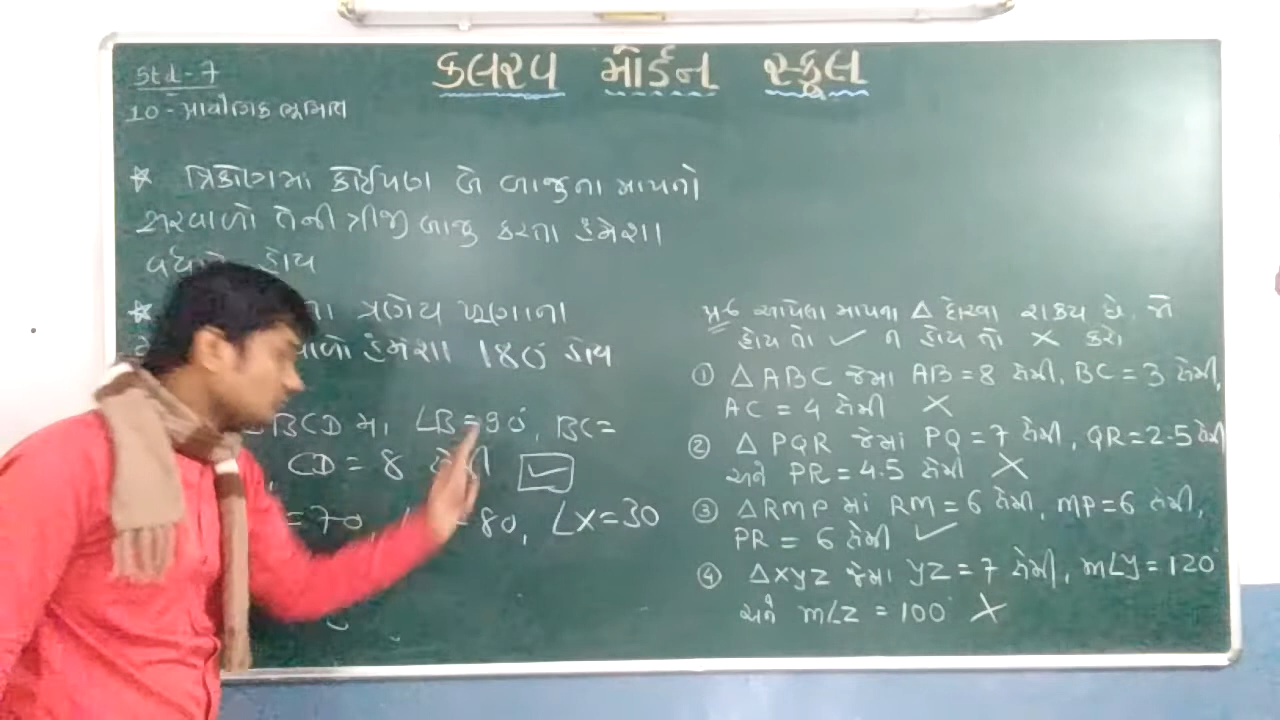 કલરવ મોર્ડન સ્કૂલ
Std-7
10-પ્રાયોગિક ભૂમિતિ
* ત્રિકોણમાં કોઈપણ બે બાજુના માપનો
સરવાળો તેની ત્રીજી બાજુ કરતા હંમેશા
હોય
* ત્રણેય ખૂણાના
હંમેશા 180° હોય
BCD માં ∠B=90°, BC=
CD = 8 સેમી ✓
=70, 80, ∠X=30
પ્ર-6 આપેલા માપના △ દોરવા શક્ય છે. જો
હોય તો ✓ ન હોય તો ✗ કરો
① △ABC જેમાં AB=8 સેમી, BC=3 સેમી,
AC = 4 સેમી ✗
② △ PQR જેમાં PQ=7 સેમી, QR=2.5 સેમી
અને PR=4.5 સેમી ✗
③ △RMP માં RM=6 સેમી, MP=6 સેમી,
PR = 6 સેમી ✓
④ △XYZ જેમાં YZ=7 સેમી, m∠y=120°
અને m∠Z = 100° ✗